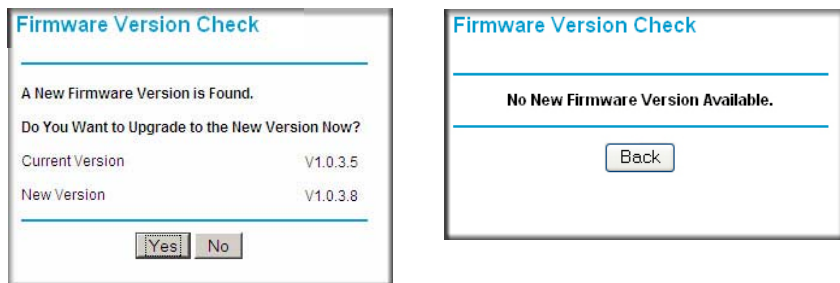 Firmware Version Check
A New Firmware Version is Found.
Do You Want to Upgrade to the New Version Now?
Current Version V1.0.3.5
New Version V1.0.3.8
Yes No
Firmware Version Check
No New Firmware Version Available.
Back